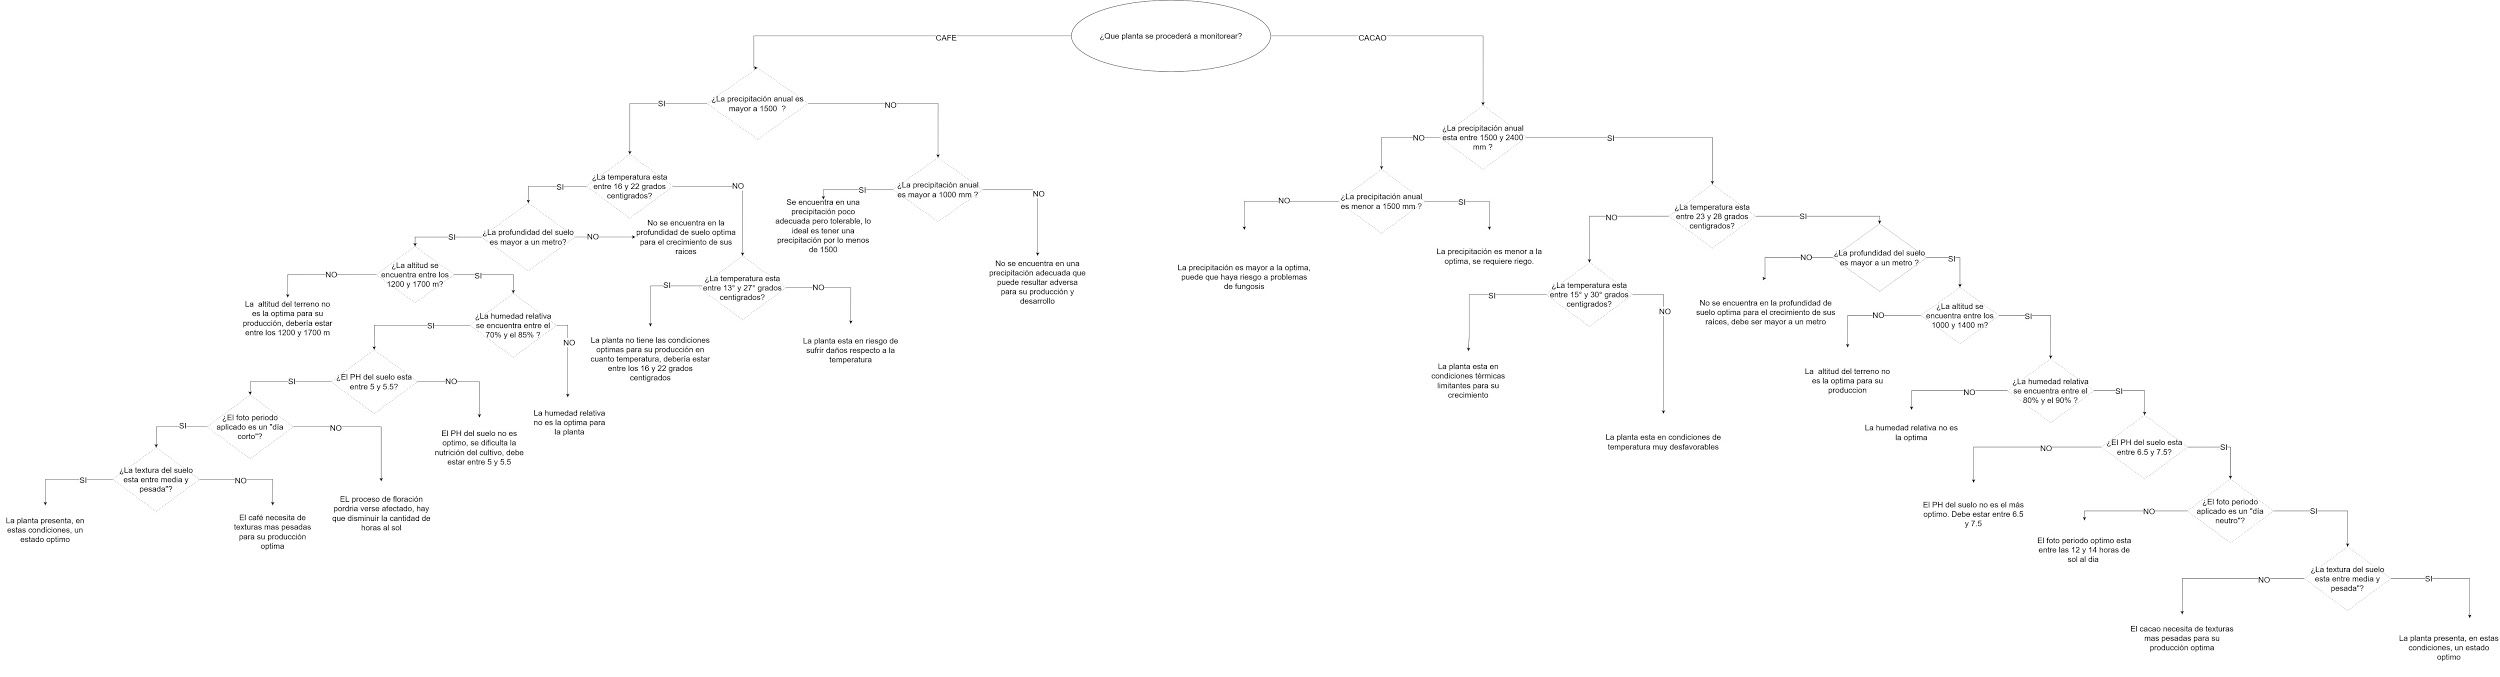 ¿Que planta se procederá a monitorear?
CAFE
CACAO
¿La precipitación anual es
mayor a 1500 ?
SI
NO
¿La precipitación anual
esta entre 1500 y 2400
mm ?
NO
SI
¿La temperatura esta
entre 16 y 22 grados
centigrados?
SI
NO
¿La precipitación anual
es mayor a 1000 mm ?
SI
NO
¿La precipitación anual
es menor a 1500 mm ?
NO
SI
¿La temperatura esta
entre 23 y 28 grados
centigrados?
NO
SI
Se encuentra en una
precipitación poco
adecuada pero tolerable, lo
ideal es tener una
precipitación por lo menos
de 1500
¿La profundidad del suelo
es mayor a un metro?
SI
NO
No se encuentra en la
profundidad de suelo optima
para el crecimiento de sus
raices
¿La profundidad del suelo
es mayor a un metro ?
NO
SI
La precipitación es menor a la
optima, se requiere riego.
La precipitación es mayor a la optima,
puede que haya riesgo a problemas
de fungosis
No se encuentra en una
precipitación adecuada que
puede resultar adversa
para su producción y
desarrollo
¿La altitud se
encuentra entre los
1200 y 1700 m?
NO
SI
¿La temperatura esta
entre 13° y 27° grados
centigrados?
SI
NO
¿La temperatura esta
entre 15° y 30° grados
centigrados?
SI
NO
La altitud del terreno no
es la optima para su
producción, debería estar
entre los 1200 y 1700 m
No se encuentra en la profundidad de
suelo optima para el crecimiento de sus
raíces, debe ser mayor a un metro
¿La altitud se
encuentra entre los
1000 y 1400 m?
NO
SI
¿La humedad relativa
se encuentra entre el
70% y el 85% ?
SI
NO
La planta no tiene las condiciones
optimas para su producción en
cuanto temperatura, debería estar
entre los 16 y 22 grados
centigrados
La planta esta en riesgo de
sufrir daños respecto a la
temperatura
La planta esta en
condiciones térmicas
limitantes para su
crecimiento
La altitud del terreno no
es la optima para su
produccion
¿El PH del suelo esta
entre 5 y 5.5?
SI
NO
¿La humedad relativa
se encuentra entre el
80% y el 90% ?
NO
SI
La humedad relativa
no es la optima para
la planta
¿El foto periodo
aplicado es un "día
corto"?
SI
NO
La humedad relativa no es
la optima
El PH del suelo no es
optimo, se dificulta la
nutrición del cultivo, debe
estar entre 5 y 5.5
La planta esta en condiciones de
temperatura muy desfavorables
¿El PH del suelo esta
entre 6.5 y 7.5?
NO
SI
¿La textura del suelo
esta entre media y
pesada"?
SI
NO
EL proceso de floración
pordria verse afectado, hay
que disminuir la cantidad de
horas al sol
El PH del suelo no es el más
optimo. Debe estar entre 6.5
y 7.5
¿El foto periodo
aplicado es un "día
neutro"?
NO
SI
La planta presenta, en
estas condiciones, un
estado optimo
El café necesita de
texturas mas pesadas
para su producción
optima
El foto periodo optimo esta
entre las 12 y 14 horas de
sol al dia
¿La textura del suelo
esta entre media y
pesada"?
NO
SI
El cacao necesita de texturas
mas pesadas para su
producción optima
La planta presenta, en estas
condiciones, un estado
optimo